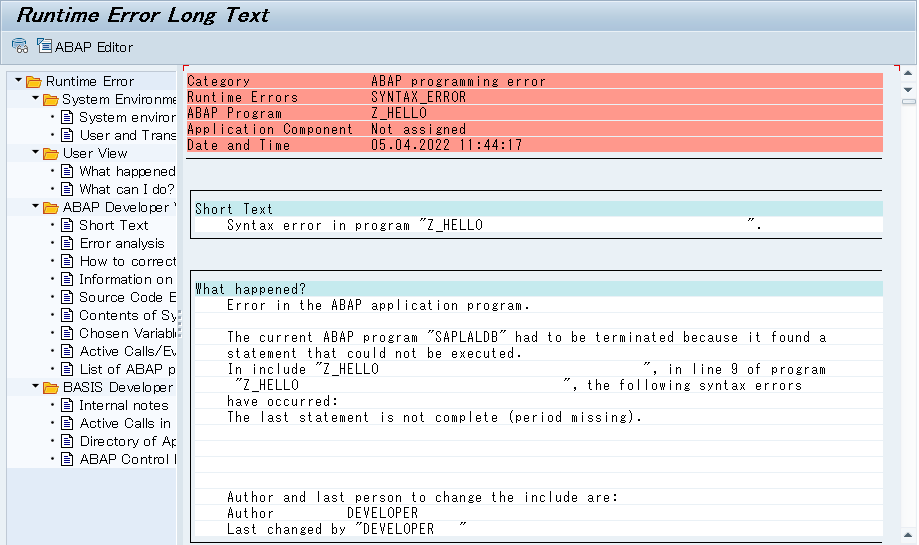 Runtime Error Long Text
ABAP Editor
Runtime Error
System Environme
System enviror
User and Trans
User View
What happened
What can I do?
ABAP Developer
Short Text
Error analysis
How to correct
Information on
Source Code E
Contents of Sy
Chosen Variabl
Active Calls/Ev
List of ABAP p
BASIS Developer
Internal notes
Active Calls in
Directory of Ap
ABAP Control
Category ABAP programming error
Runtime Errors SYNTAX_ERROR
ABAP Program Z_HELLO
Application Component Not assigned
Date and Time 05.04.2022 11:44:17
Short Text
Syntax error in program "Z_HELLO ".
What happened?
Error in the ABAP application program.
The current ABAP program "SAPLALDB" had to be terminated because it found a
statement that could not be executed.
In include "Z_HELLO ", in line 9 of program
"Z_HELLO ", the following syntax errors
have occurred:
The last statement is not complete (period missing).
Author and last person to change the include are:
Author DEVELOPER
Last changed by "DEVELOPER "